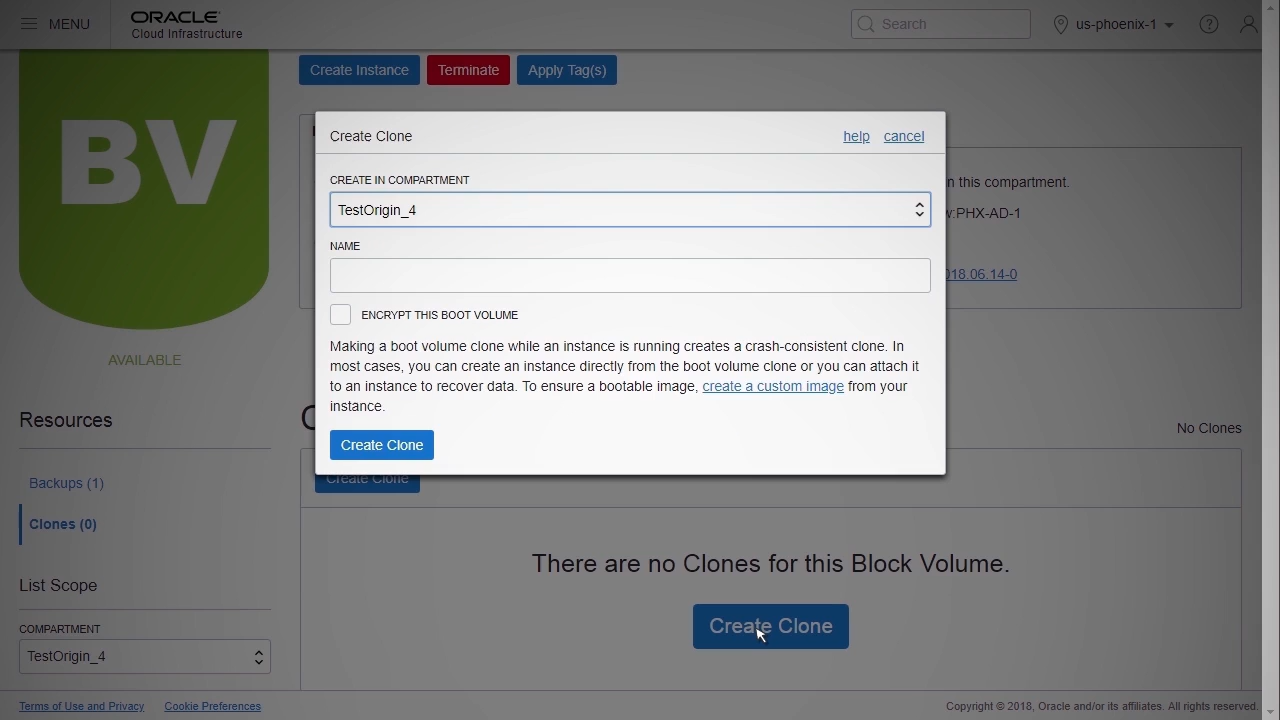 MENU
ORACLE
Cloud Infrastructure
Search
us-phoenix-1
BV
AVAILABLE
Create Instance
Terminate
Apply Tag(s)
Create Clone
help
cancel
CREATE IN COMPARTMENT
TestOrigin_4
NAME
ENCRYPT THIS BOOT VOLUME
Making a boot volume clone while an instance is running creates a crash-consistent clone. In
most cases, you can create an instance directly from the boot volume clone or you can attach it
to an instance to recover data. To ensure a bootable image, create a custom image from your
instance.
Create Clone
this compartment.
PHX-AD-1
018.06.14-0
Resources
Backups (1)
Clones (0)
List Scope
COMPARTMENT
TestOrigin_4
No Clones
Create Clone
There are no Clones for this Block Volume.
Create Clone
Terms of Use and Privacy
Cookie Preferences
Copyright © 2018, Oracle and/or its affiliates. All rights reserved.